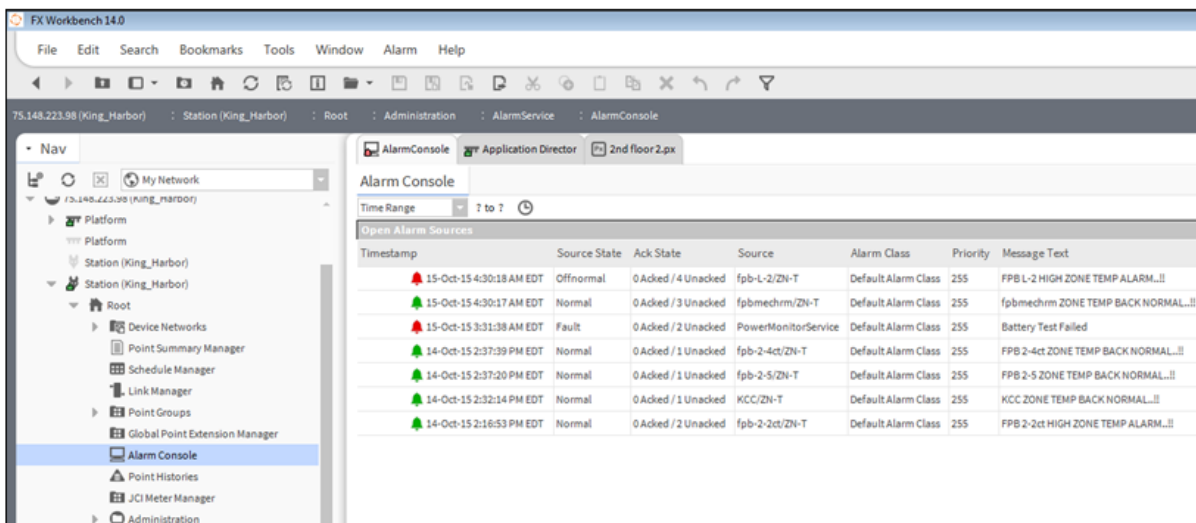 FX Workbench 14.0
File Edit Search Bookmarks Tools Window Alarm Help
75.148.223.98 (King_Harbor) : Station (King_Harbor) : Root : Administration : AlarmService : AlarmConsole
Nav
AlarmConsole Application Director 2nd floor 2.px
My Network
Alarm Console
75.148.223.98 (King_Harbor)
Time Range ? to ?
Platform
Open Alarm Sources
Platform
Timestamp Source State Ack State Source Alarm Class Priority Message Text
Station (King_Harbor)
15-Oct-15 4:30:18 AM EDT Offnormal 0 Acked / 4 Unacked fpb-L-2/ZN-T Default Alarm Class 255 FPB L-2 HIGH ZONE TEMP ALARM..!!
Station (King_Harbor)
15-Oct-15 4:30:17 AM EDT Normal 0 Acked / 3 Unacked fpbmechrm/ZN-T Default Alarm Class 255 fpbmechrm ZONE TEMP BACK NORMAL..!!
Root
15-Oct-15 3:31:38 AM EDT Fault 0 Acked / 2 Unacked PowerMonitorService Default Alarm Class 255 Battery Test Failed
Device Networks
14-Oct-15 2:37:39 PM EDT Normal 0 Acked / 1 Unacked fpb-2-4ct/ZN-T Default Alarm Class 255 FPB 2-4ct ZONE TEMP BACK NORMAL..!!
Point Summary Manager
14-Oct-15 2:37:20 PM EDT Normal 0 Acked / 1 Unacked fpb-2-5/ZN-T Default Alarm Class 255 FPB 2-5 ZONE TEMP BACK NORMAL..!!
Schedule Manager
14-Oct-15 2:32:14 PM EDT Normal 0 Acked / 1 Unacked KCC/ZN-T Default Alarm Class 255 KCC ZONE TEMP BACK NORMAL..!!
Link Manager
14-Oct-15 2:16:53 PM EDT Normal 0 Acked / 2 Unacked fpb-2-2ct/ZN-T Default Alarm Class 255 FPB 2-2ct HIGH ZONE TEMP ALARM..!!
Point Groups
Global Point Extension Manager
Alarm Console
Point Histories
JCI Meter Manager
Administration